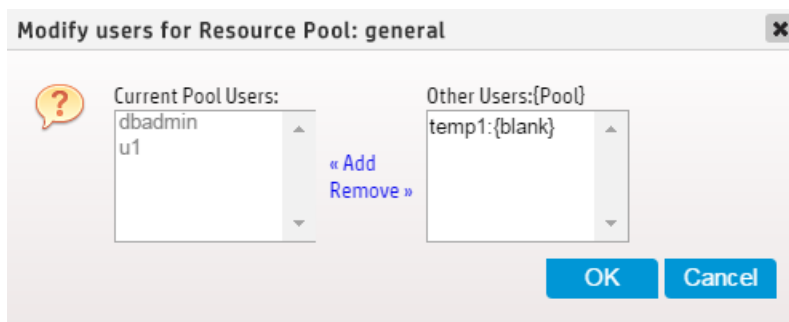 Modify users for Resource Pool: general
Current Pool Users:
dbadmin
u1
« Add
Remove »
Other Users:{Pool}
temp1:{blank}
OK
Cancel